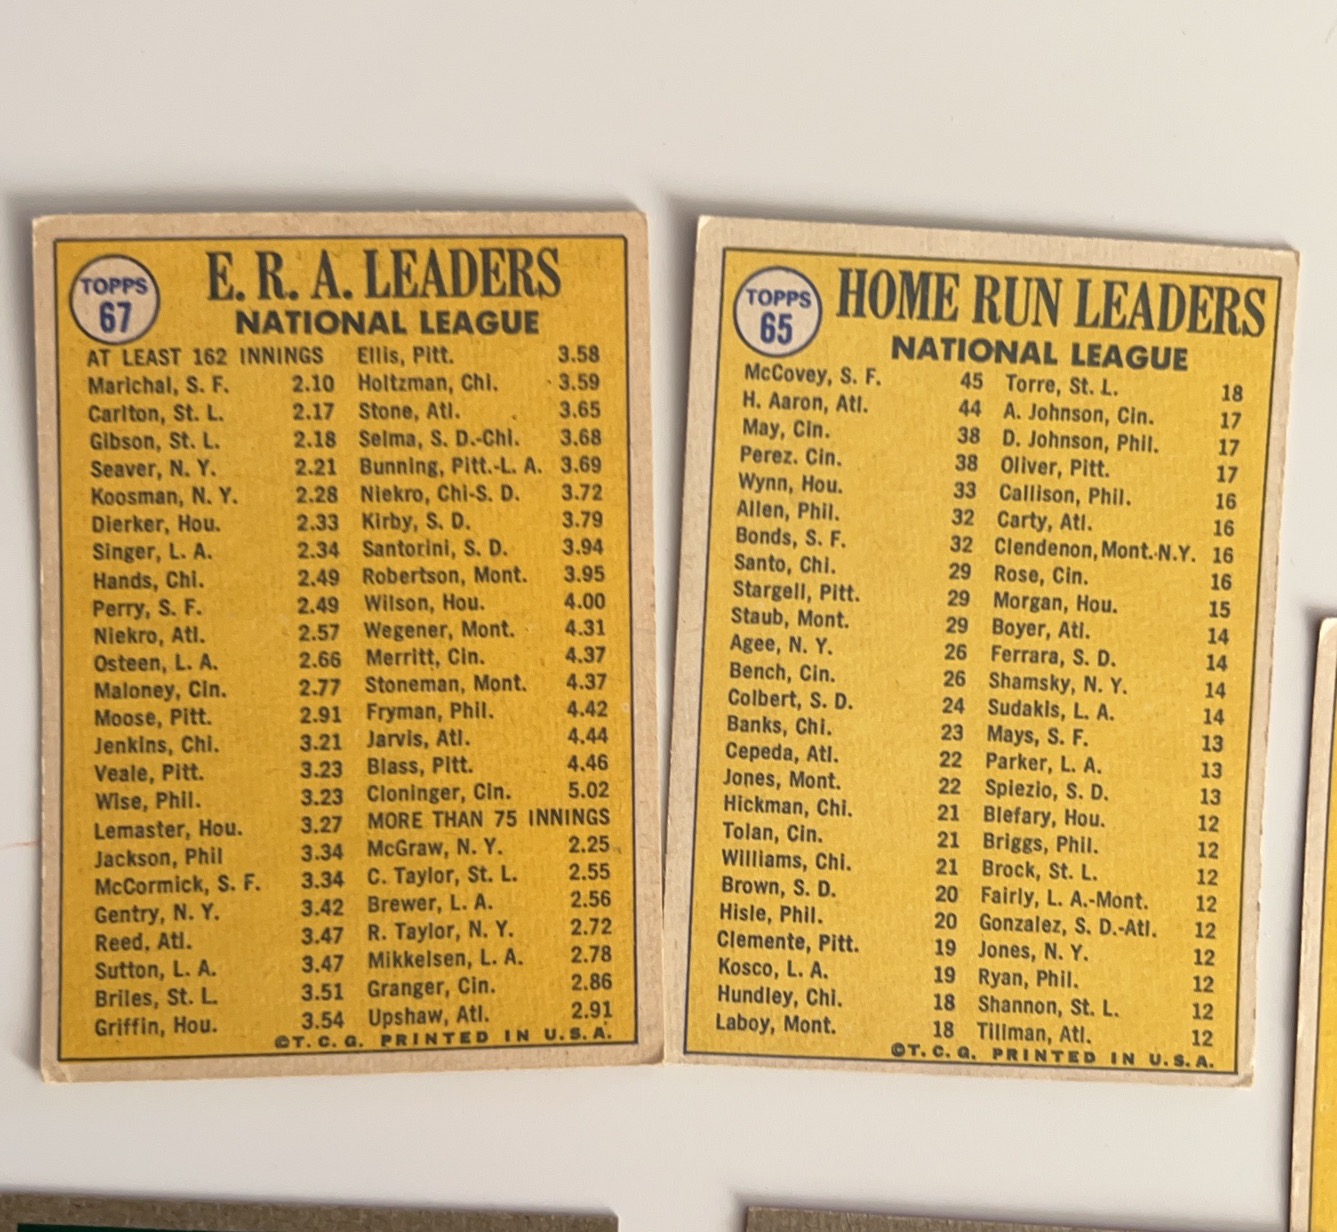 TOPPS
67
E. R. A. LEADERS
NATIONAL LEAGUE
AT LEAST 162 INNINGS
Marichal, S. F. 2.10
Carlton, St. L. 2.17
Gibson, St. L. 2.18
Seaver, N. Y. 2.21
Koosman, N. Y. 2.28
Dierker, Hou. 2.33
Singer, L. A. 2.34
Hands, Chi. 2.49
Perry, S. F. 2.49
Niekro, Atl. 2.57
Osteen, L. A. 2.66
Maloney, Cin. 2.77
Moose, Pitt. 2.91
Jenkins, Chi. 3.21
Veale, Pitt. 3.23
Wise, Phil. 3.23
Lemaster, Hou. 3.27
Jackson, Phil 3.34
McCormick, S. F. 3.34
Gentry, N. Y. 3.42
Reed, Atl. 3.47
Sutton, L. A. 3.47
Briles, St. L. 3.51
Griffin, Hou. 3.54
Ellis, Pitt. 3.58
Holtzman, Chi. 3.59
Stone, Atl. 3.65
Selma, S. D.-Chi. 3.68
Bunning, Pitt.-L. A. 3.69
Niekro, Chi-S. D. 3.72
Kirby, S. D. 3.79
Santorini, S. D. 3.94
Robertson, Mont. 3.95
Wilson, Hou. 4.00
Wegener, Mont. 4.31
Merritt, Cin. 4.37
Stoneman, Mont. 4.37
Fryman, Phil. 4.42
Jarvis, Atl. 4.44
Blass, Pitt. 4.46
Cloninger, Cin. 5.02
MORE THAN 75 INNINGS
McGraw, N. Y. 2.25
C. Taylor, St. L. 2.55
Brewer, L. A. 2.56
R. Taylor, N. Y. 2.72
Mikkelsen, L. A. 2.78
Granger, Cin. 2.86
Upshaw, Atl. 2.91
©T. C. G. PRINTED IN U. S. A.
TOPPS
65
HOME RUN LEADERS
NATIONAL LEAGUE
McCovey, S. F. 45
H. Aaron, Atl. 44
May, Cin. 38
Perez. Cin. 38
Wynn, Hou. 33
Allen, Phil. 32
Bonds, S. F. 32
Santo, Chi. 29
Stargell, Pitt. 29
Staub, Mont. 29
Agee, N. Y. 26
Bench, Cin. 26
Colbert, S. D. 24
Banks, Chi. 23
Cepeda, Atl. 22
Jones, Mont. 22
Hickman, Chi. 21
Tolan, Cin. 21
Williams, Chi. 21
Brown, S. D. 20
Hisle, Phil. 20
Clemente, Pitt. 19
Kosco, L. A. 19
Hundley, Chi. 18
Laboy, Mont. 18
Torre, St. L. 18
A. Johnson, Cin. 17
D. Johnson, Phil. 17
Oliver, Pitt. 17
Callison, Phil. 16
Carty, Atl. 16
Clendenon, Mont.-N.Y. 16
Rose, Cin. 16
Morgan, Hou. 15
Boyer, Atl. 14
Ferrara, S. D. 14
Shamsky, N. Y. 14
Sudakis, L. A. 14
Mays, S. F. 13
Parker, L. A. 13
Spiezio, S. D. 13
Blefary, Hou. 12
Briggs, Phil. 12
Brock, St. L. 12
Fairly, L. A.-Mont. 12
Gonzalez, S. D.-Atl. 12
Jones, N. Y. 12
Ryan, Phil. 12
Shannon, St. L. 12
Tillman, Atl. 12
©T. C. G. PRINTED IN U. S. A.